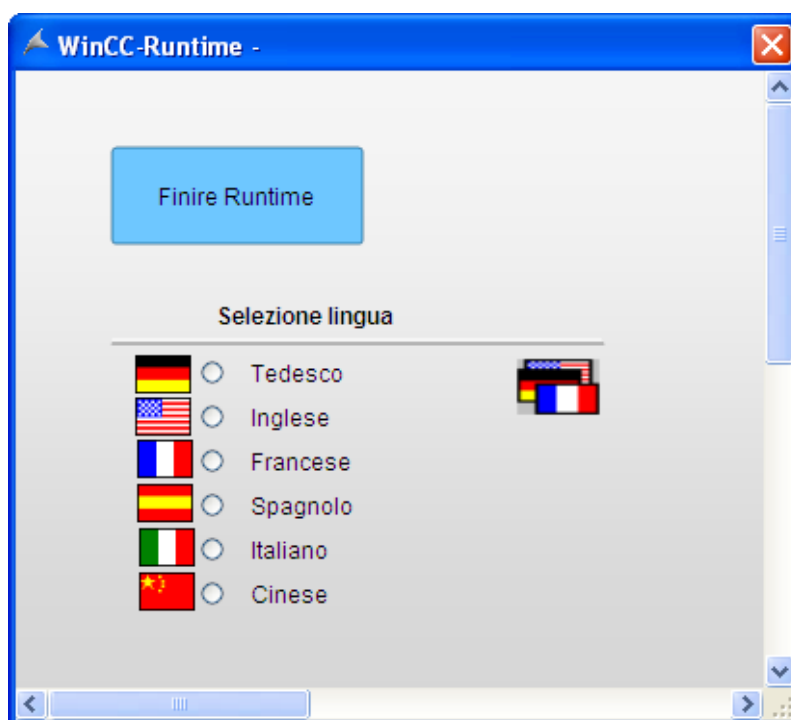 WinCC-Runtime -
Finire Runtime
Selezione lingua
Tedesco
Inglese
Francese
Spagnolo
Italiano
Cinese